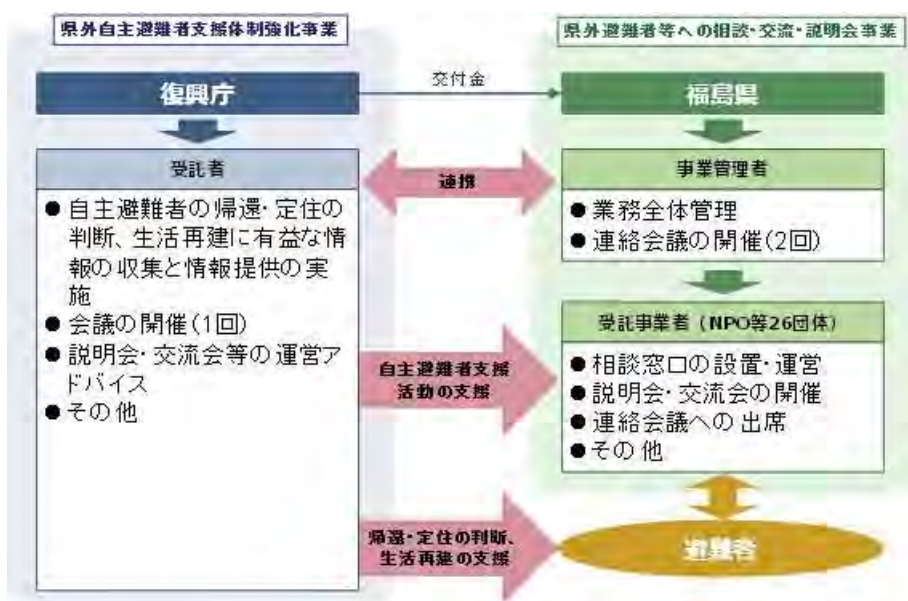 県外自主避難者支援体制強化事業
県外避難者等への相談・交流・説明会事業
復興庁
交付金
福島県
受託者
●自主避難者の帰還・定住の
判断、生活再建に有益な情
報の収集と情報提供の実
施
●会議の開催(1回)
●説明会・交流会等の運営ア
ドバイス
●その他
連携
事業管理者
●業務全体管理
●連絡会議の開催(2回)
受託事業者（NPO等26団体）
●相談窓口の設置・運営
●説明会・交流会の開催
●連絡会議への出席
●その他
自主避難者支援
活動の支援
帰還・定住の判断、
生活再建の支援
避難者